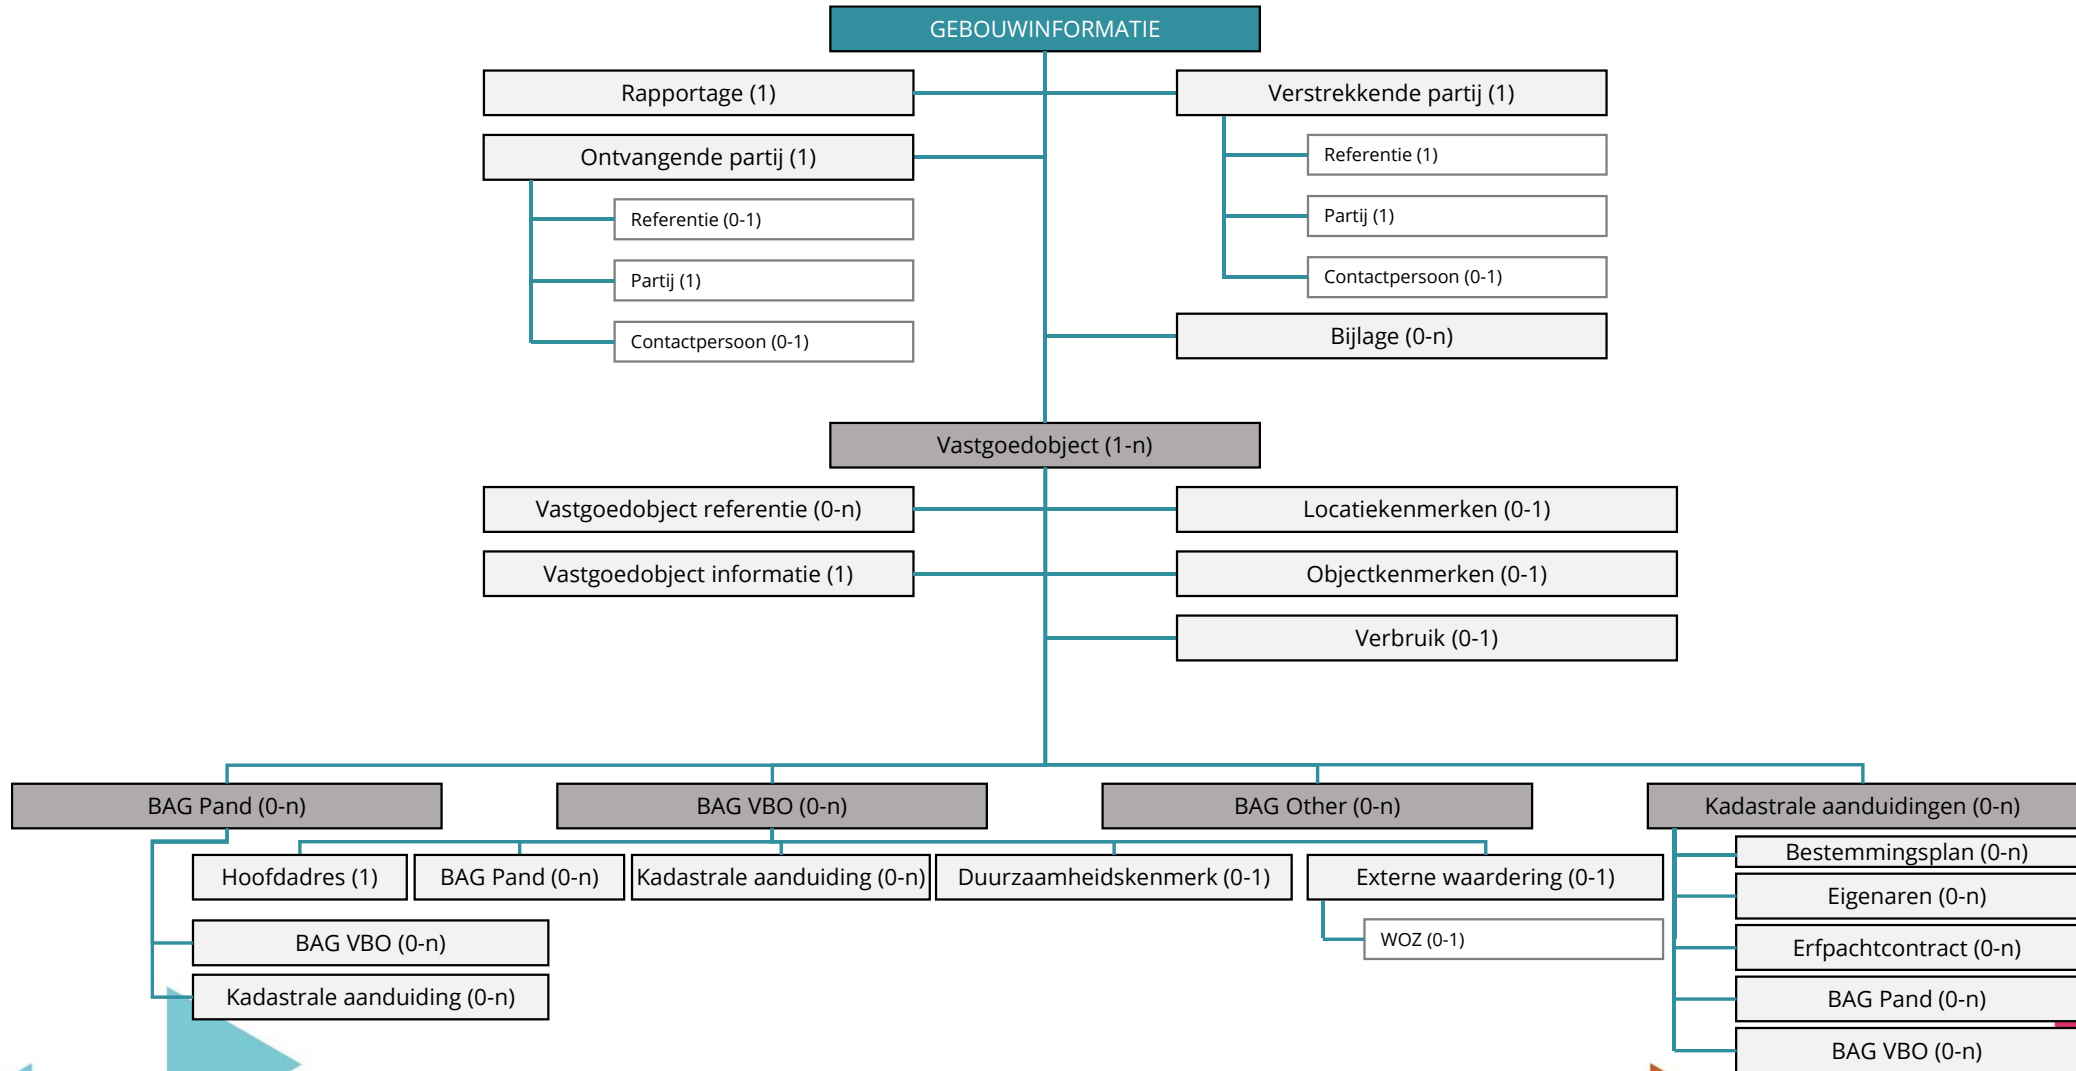 GEBOUWINFORMATIE
Rapportage (1)
Verstrekkende partij (1)
Ontvangende partij (1)
Referentie (1)
Referentie (0-1)
Partij (1)
Partij (1)
Contactpersoon (0-1)
Contactpersoon (0-1)
Bijlage (0-n)
Vastgoedobject (1-n)
Vastgoedobject referentie (0-n)
Locatiekenmerken (0-1)
Vastgoedobject informatie (1)
Objectkenmerken (0-1)
Verbruik (0-1)
BAG Pand (0-n)
BAG VBO (0-n)
BAG Other (0-n)
Kadastrale aanduidingen (0-n)
Hoofdadres (1)
BAG Pand (0-n)
Kadastrale aanduiding (0-n)
Duurzaamheidskenmerk (0-1)
Externe waardering (0-1)
Bestemmingsplan (0-n)
Eigenaren (0-n)
BAG VBO (0-n)
WOZ (0-1)
Erfpachtcontract (0-n)
Kadastrale aanduiding (0-n)
BAG Pand (0-n)
BAG VBO (0-n)